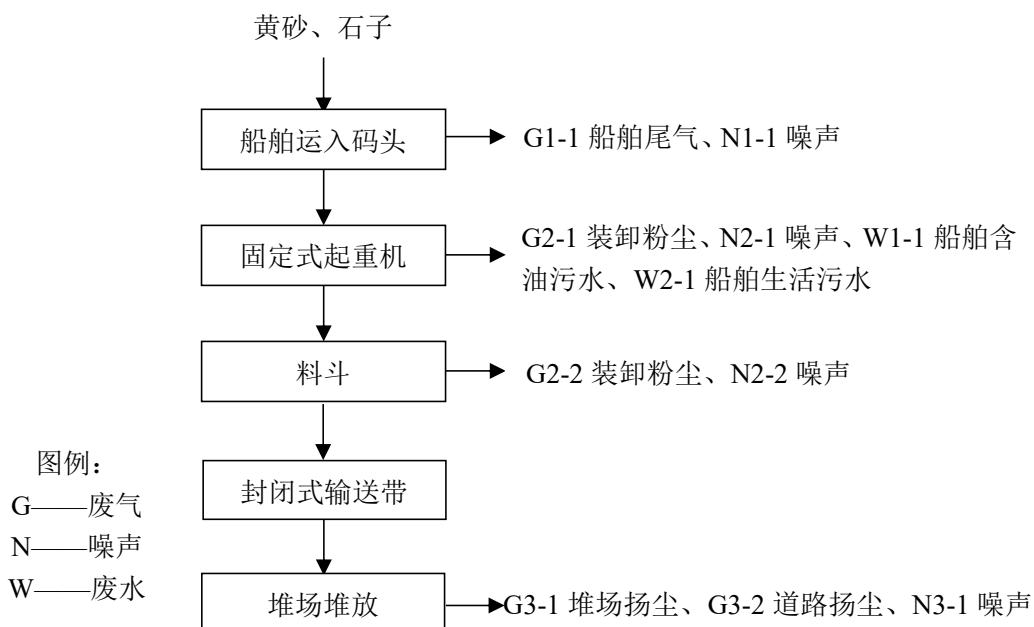 黄砂、石子
船舶运入码头
G1-1 船舶尾气、N1-1 噪声
固定式起重机
G2-1 装卸粉尘、N2-1 噪声、W1-1 船舶含
油污水、W2-1 船舶生活污水
料斗
G2-2 装卸粉尘、N2-2 噪声
封闭式输送带
图例：
G——废气
N——噪声
W——废水
堆场堆放
G3-1 堆场扬尘、G3-2 道路扬尘、N3-1 噪声